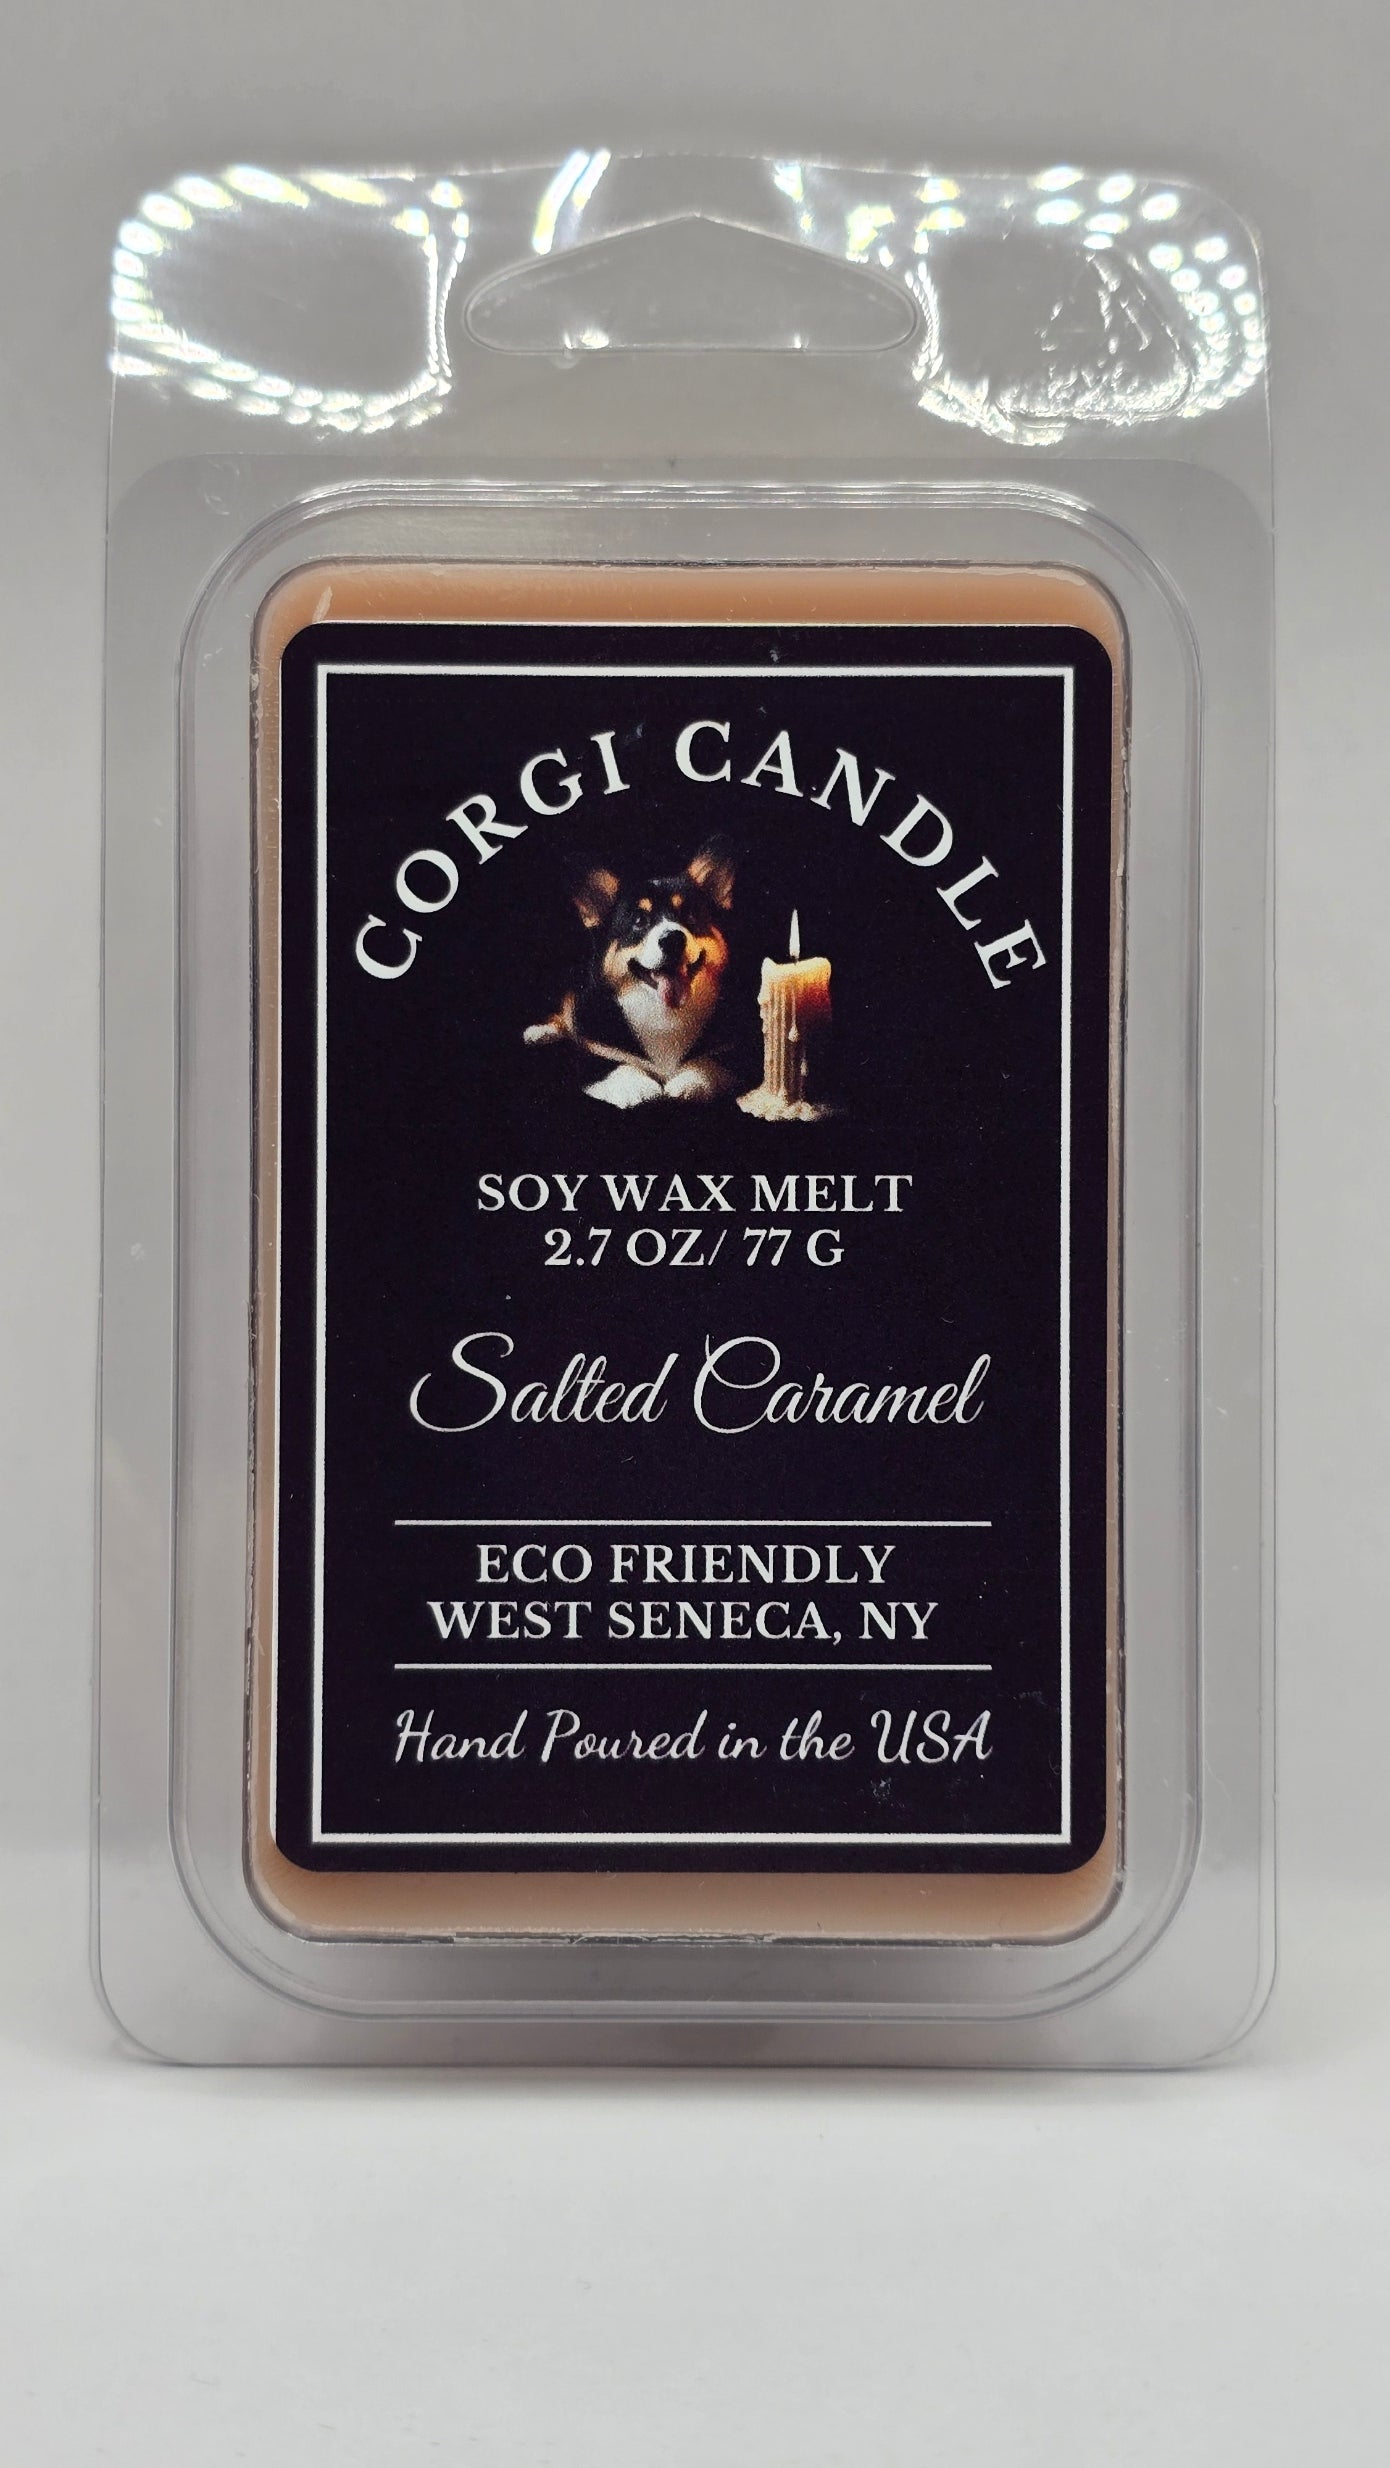 CORGI CANDLE
SOY WAX MELT
2.7 OZ/ 77 G
Salted Caramel
ECO FRIENDLY
WEST SENECA, NY
Hand Poured in the USA